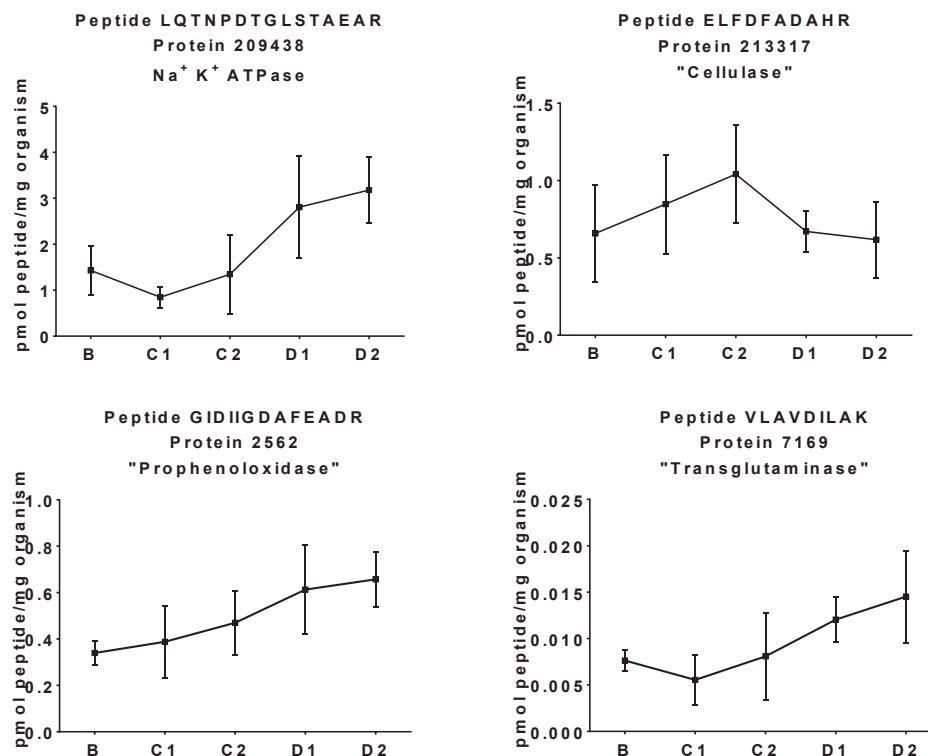 Peptide LQTNPDTGLSTAEAR
Protein 209438
Na+ K+ ATPase
pmol peptide/mg organism
5
4
3
2
1
0
B C1 C2 D1 D2
Peptide ELFDFADAHR
Protein 213317
"Cellulase"
pmol peptide/mg organism
1.5
1.0
0.5
0.0
B C1 C2 D1 D2
Peptide GIDIIGDAFEADR
Protein 2562
"Prophenoloxidase"
pmol peptide/mg organism
1.0
0.8
0.6
0.4
0.2
0.0
B C1 C2 D1 D2
Peptide VLAVDILAK
Protein 7169
"Transglutaminase"
pmol peptide/mg organism
0.025
0.020
0.015
0.010
0.005
0.000
B C1 C2 D1 D2